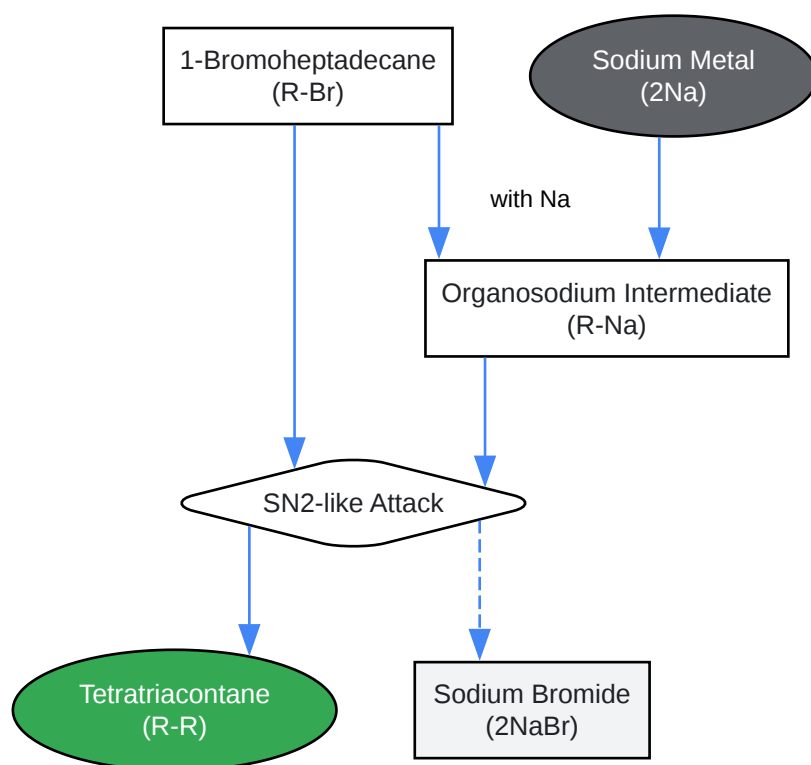 1-Bromoheptadecane
(R-Br)
Sodium Metal
(2Na)
with Na
Organosodium Intermediate
(R-Na)
SN2-like Attack
Tetratriacontane
(R-R)
Sodium Bromide
(2NaBr)